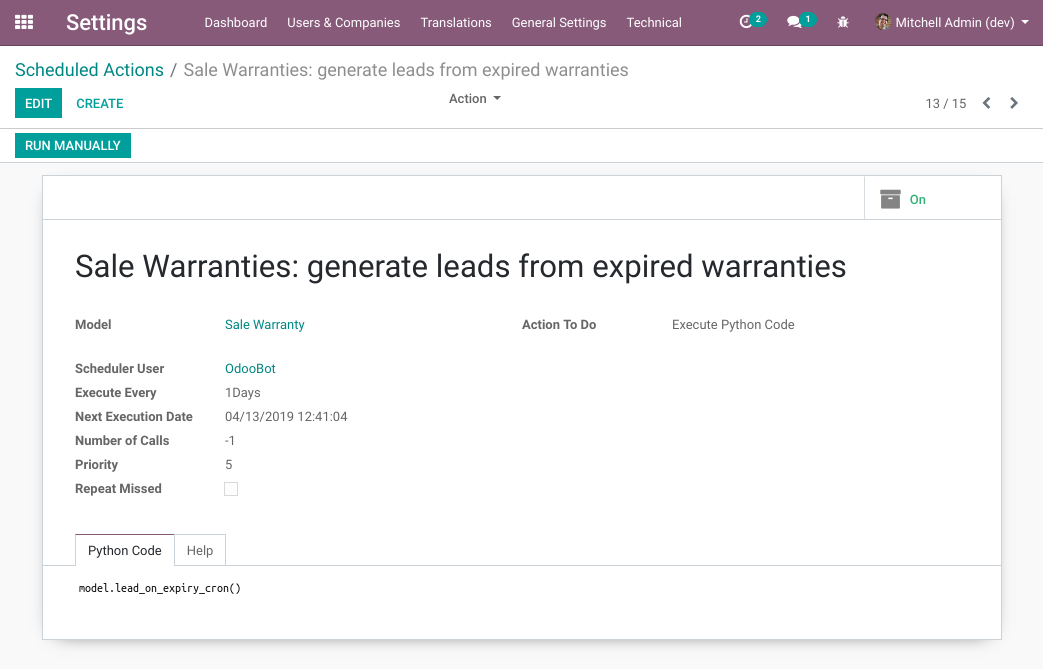 Settings Dashboard Users & Companies Translations General Settings Technical 2 1 Mitchell Admin (dev)
Scheduled Actions / Sale Warranties: generate leads from expired warranties
EDIT CREATE Action 13 / 15
RUN MANUALLY
On
Sale Warranties: generate leads from expired warranties
Model Sale Warranty Action To Do Execute Python Code
Scheduler User OdooBot
Execute Every 1Days
Next Execution Date 04/13/2019 12:41:04
Number of Calls -1
Priority 5
Repeat Missed
Python Code Help
model.lead_on_expiry_cron()